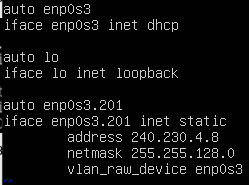 auto enp0s3
iface enp0s3 inet dhcp
auto lo
iface lo inet loopback
auto enp0s3.201
iface enp0s3.201 inet static
address 240.230.4.8
netmask 255.255.128.0
vlan_raw_device enp0s3